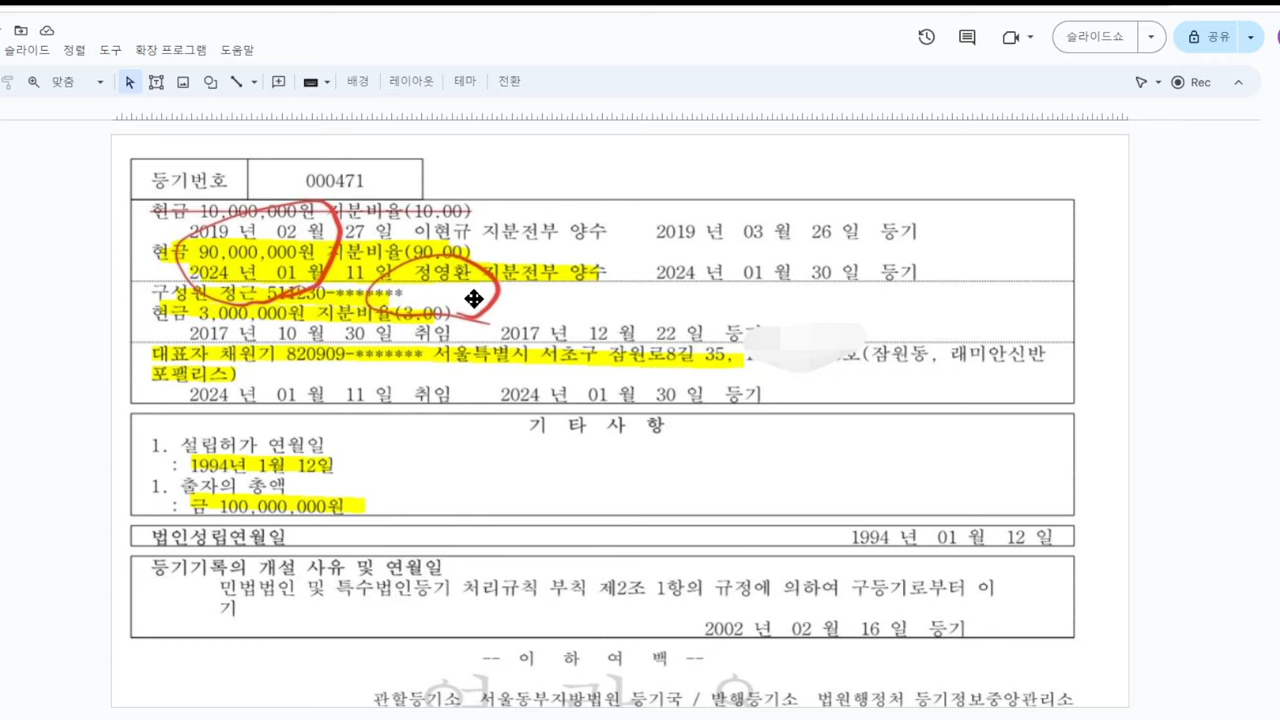 슬라이드 정렬 도구 확장 프로그램 도움말
슬라이드쇼 공유
맞춤 배경 레이아웃 테마 전환 Rec
등기번호 000471
현금 10,000,000원 지분비율(10.00)
2019 년 02 월 27 일 이현규 지분전부 양수 2019 년 03 월 26 일 등기
현금 90,000,000원 지분비율(90.00)
2024 년 01 월 11 일 정영환 지분전부 양수 2024 년 01 월 30 일 등기
구성원 정근 511230-*******
현금 3,000,000원 지분비율(3.00)
2017 년 10 월 30 일 취임 2017 년 12 월 22 일 등기
대표자 채원기 820909-******* 서울특별시 서초구 잠원로8길 35, 호(잠원동, 래미안신반
포팰리스)
2024 년 01 월 11 일 취임 2024 년 01 월 30 일 등기
기 타 사 항
1. 설립허가 연월일
: 1994년 1월 12일
1. 출자의 총액
: 금 100,000,000원
법인성립연월일 1994 년 01 월 12 일
등기기록의 개설 사유 및 연월일
민법법인 및 특수법인등기 처리규칙 부칙 제2조 1항의 규정에 의하여 구등기로부터 이
기
2002 년 02 월 16 일 등기
-- 이 하 여 백 --
관할등기소 서울동부지방법원 등기국 / 발행등기소 법원행정처 등기정보중앙관리소